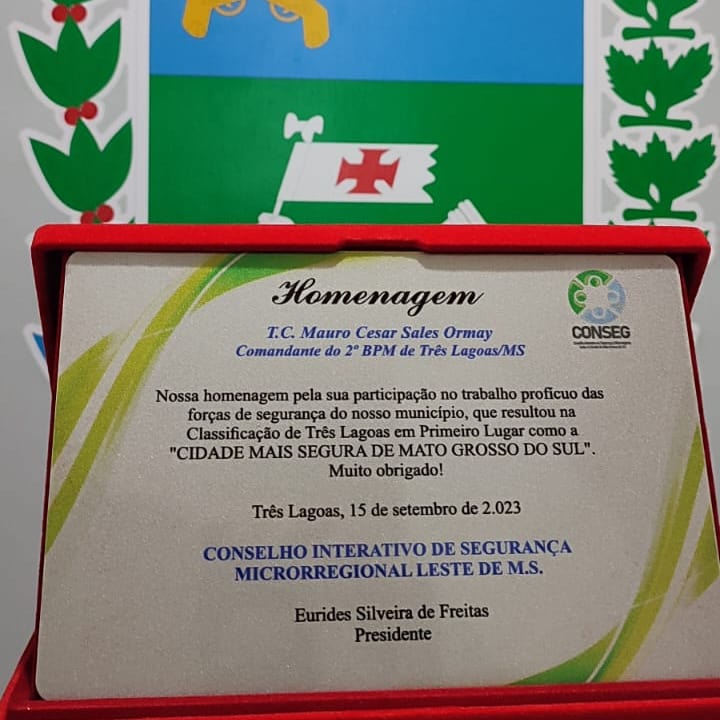 Homenagem
CONSEG
T.C. Mauro Cesar Sales Ormay
Comandante do 2º BPM de Três Lagoas/MS
Nossa homenagem pela sua participação no trabalho profícuo das
forças de segurança do nosso município, que resultou na
Classificação de Três Lagoas em Primeiro Lugar como a
"CIDADE MAIS SEGURA DE MATO GROSSO DO SUL".
Muito obrigado!
Três Lagoas, 15 de setembro de 2.023
CONSELHO INTERATIVO DE SEGURANÇA
MICRORREGIONAL LESTE DE M.S.
Eurides Silveira de Freitas
Presidente